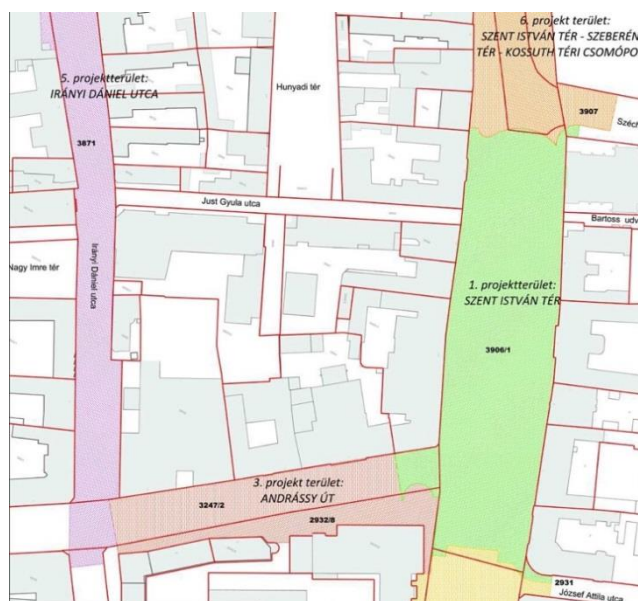 6. projekt terület:
SZENT ISTVÁN TÉR - SZEBERÉN
TÉR - KOSSUTH TÉRI CSOMÓPO
5. projektterület:
IRÁNYI DÁNIEL UTCA
Hunyadi tér
3907
Széch
3871
Just Gyula utca
Bartoss udv
Irányi Dániel utca
Nagy Imre tér
1. projektterület:
SZENT ISTVÁN TÉR
3906/1
3. projekt terület:
ANDRÁSSY ÚT
3247/2
2932/8
2931
József Attila utca